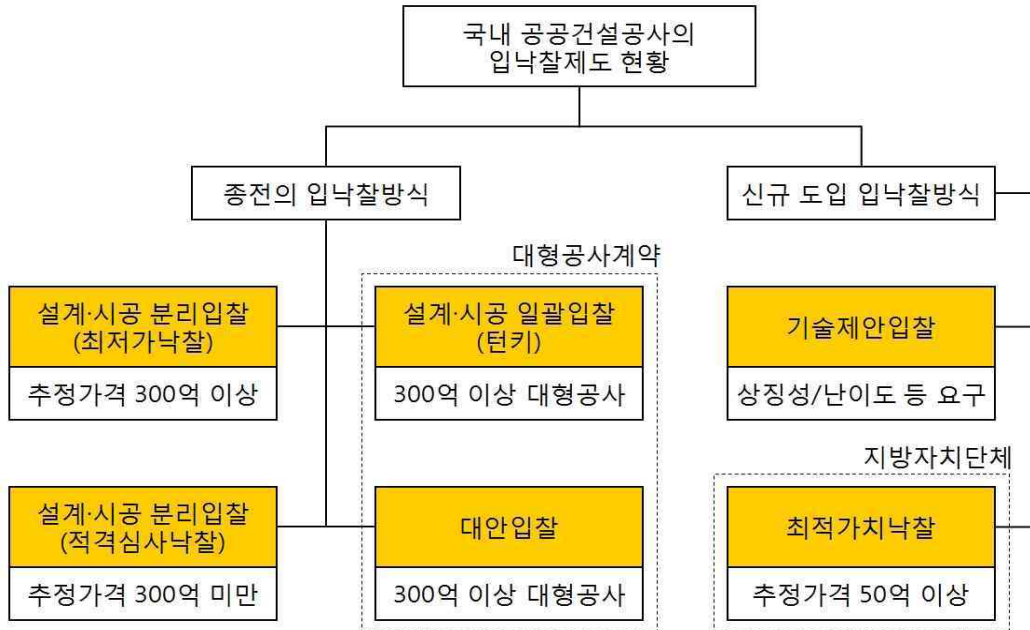 국내 공공건설공사의
입낙찰제도 현황
종전의 입낙찰방식
신규 도입 입낙찰방식
대형공사계약
설계·시공 분리입찰
(최저가낙찰)
추정가격 300억 이상
설계·시공 일괄입찰
(턴키)
300억 이상 대형공사
기술제안입찰
상징성/난이도 등 요구
지방자치단체
설계·시공 분리입찰
(적격심사낙찰)
추정가격 300억 미만
대안입찰
300억 이상 대형공사
최적가치낙찰
추정가격 50억 이상